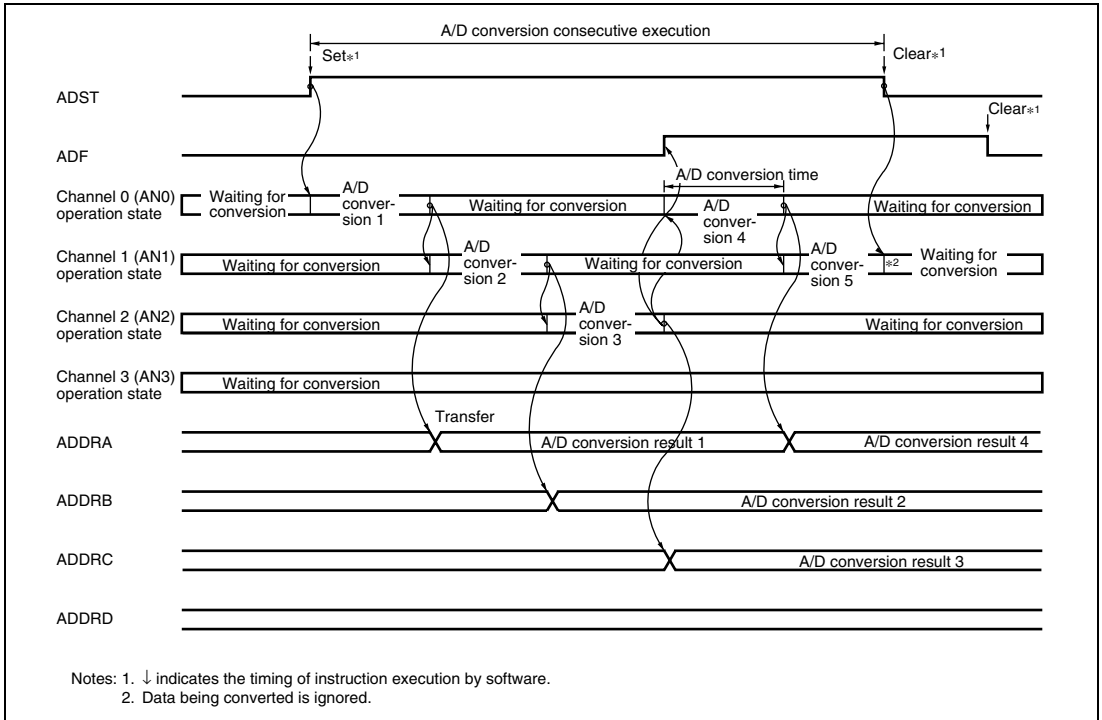 A/D conversion consecutive execution
Set*1
Clear*1
ADST
Clear*1
ADF
A/D conversion time
Channel 0 (AN0)
operation state
Waiting for
conversion
A/D
conver-
sion 1
Waiting for conversion
A/D
conver-
sion 4
Waiting for conversion
Channel 1 (AN1)
operation state
Waiting for conversion
A/D
conver-
sion 2
Waiting for conversion
A/D
conver-
sion 5
*2
Waiting for
conversion
Channel 2 (AN2)
operation state
Waiting for conversion
A/D
conver-
sion 3
Waiting for conversion
Channel 3 (AN3)
operation state
Waiting for conversion
Transfer
ADDRA
A/D conversion result 1
A/D conversion result 4
ADDRB
A/D conversion result 2
ADDRC
A/D conversion result 3
ADDRD
Notes: 1. ↓ indicates the timing of instruction execution by software.
2. Data being converted is ignored.